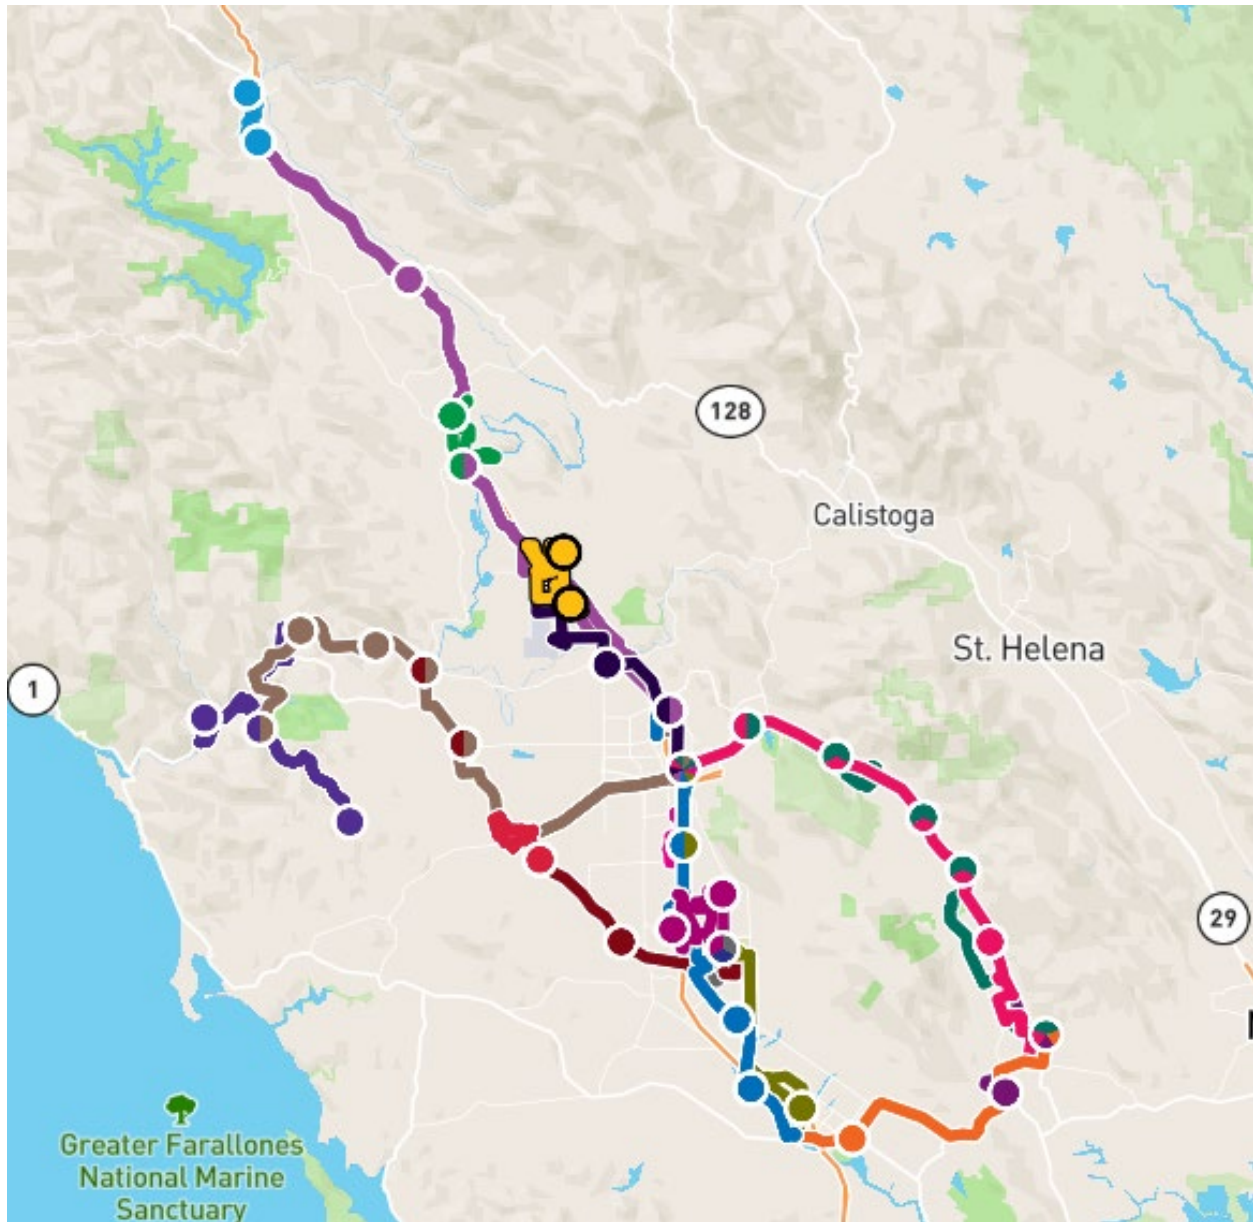 128
Calistoga
St. Helena
1
29
Greater Farallones
National Marine
Sanctuary